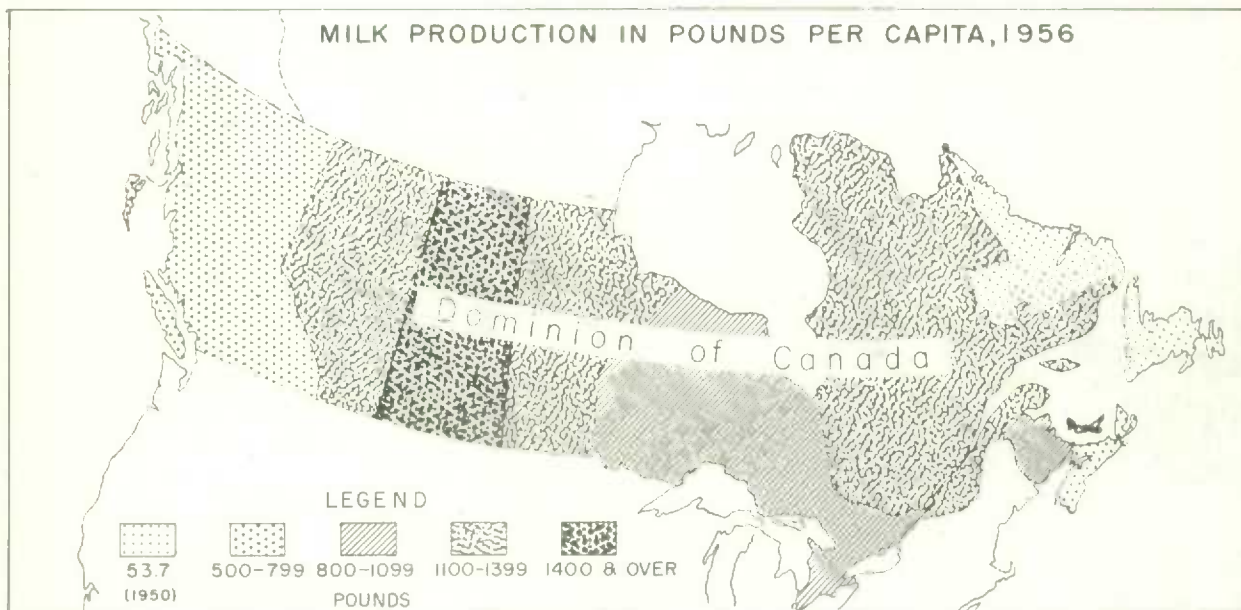 MILK PRODUCTION IN POUNDS PER CAPITA, 1956
Dominion of Canada
LEGEND
53.7 500-799 800-1099 1100-1399 1400 & OVER
(1950) POUNDS